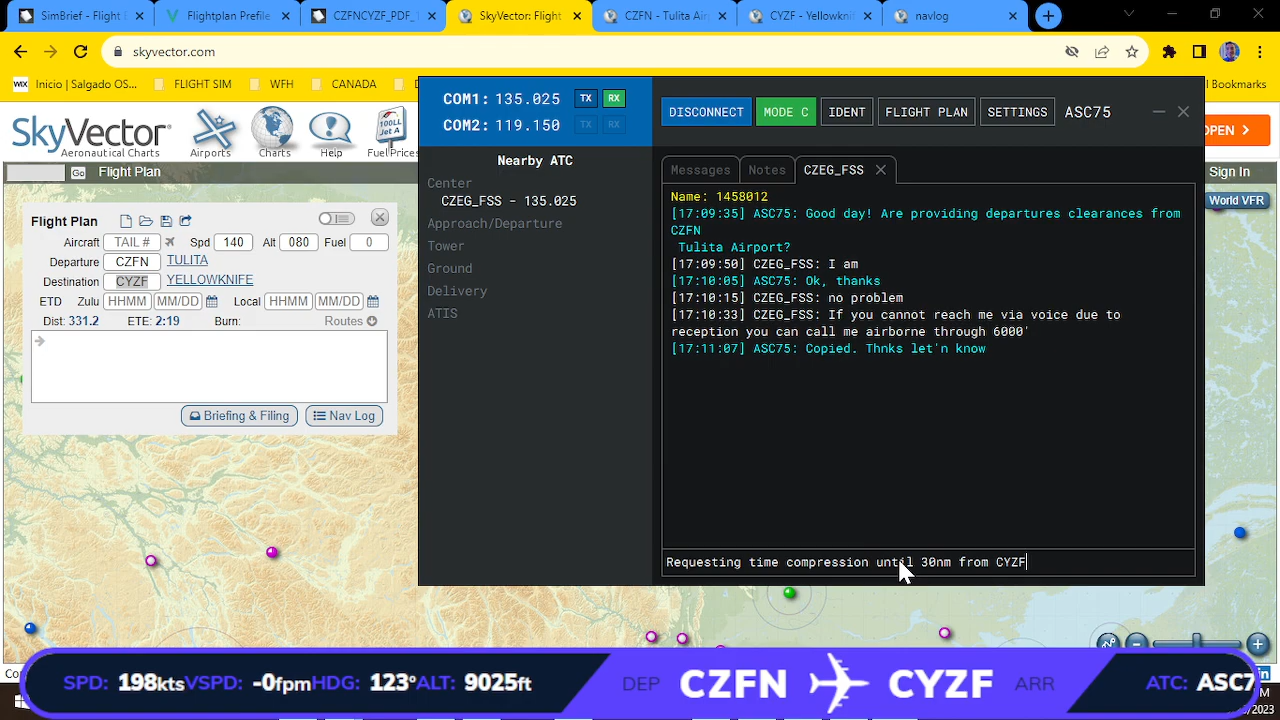 SimBrief - Flight E
Flightplan Prefile
CZFNCYZF_PDF_1
SkyVector: Flight
CZFN - Tulita Air
CYZF - Yellowknif
navlog
skyvector.com
WIX Inicio | Salgado OS...
FLIGHT SIM
WFH
CANADA
Bookmarks
SkyVector
Aeronautical Charts
Airports
Charts
Help
100LL
Jet A
Fuel Prices
OPEN >
Go
Flight Plan
Sign In
World VFR
Flight Plan
Aircraft TAIL # Spd 140 Alt 080 Fuel 0
Departure CZFN TULITA
Destination CYZF YELLOWKNIFE
ETD Zulu HHMM MM/DD Local HHMM MM/DD
Dist: 331.2 ETE: 2:19 Burn: Routes
Briefing & Filing
Nav Log
COM1: 135.025 TX RX
COM2: 119.150 TX RX
DISCONNECT
MODE C
IDENT
FLIGHT PLAN
SETTINGS
ASC75
Nearby ATC
Center
CZEG_FSS - 135.025
Approach/Departure
Tower
Ground
Delivery
ATIS
Messages
Notes
CZEG_FSS
Name: 1458012
[17:09:35] ASC75: Good day! Are providing departures clearances from
CZFN
Tulita Airport?
[17:09:50] CZEG_FSS: I am
[17:10:05] ASC75: Ok, thanks
[17:10:15] CZEG_FSS: no problem
[17:10:33] CZEG_FSS: If you cannot reach me via voice due to
reception you can call me airborne through 6000'
[17:11:07] ASC75: Copied. Thnks let'n know
Requesting time compression until 30nm from CYZF
SPD: 198kts VSPD: -0fpm HDG: 123° ALT: 9025ft
DEP CZFN CYZF ARR
ATC: ASC7